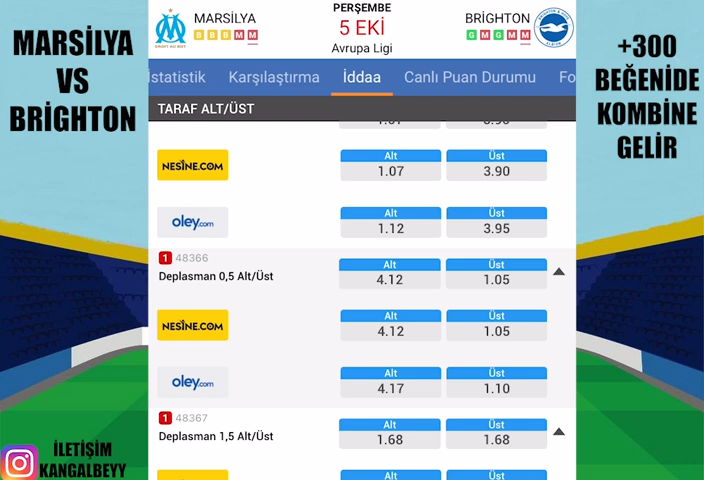 MARSİLYA
VS
BRİGHTON
MARSİLYA
B B B M M
PERŞEMBE
5 EKİ
Avrupa Ligi
BRİGHTON
G M G M M
+300
BEĞENİDE
KOMBİNE
GELİR
İstatistik Karşılaştırma İddaa Canlı Puan Durumu Fo
TARAF ALT/ÜST
NESİNE.COM
Alt Üst
1.07 3.90
oley.com
Alt Üst
1.12 3.95
1 48366
Deplasman 0,5 Alt/Üst
Alt Üst
4.12 1.05
NESİNE.COM
Alt Üst
4.12 1.05
oley.com
Alt Üst
4.17 1.10
1 48367
Deplasman 1,5 Alt/Üst
Alt Üst
1.68 1.68
NESİNE.COM
Alt Üst
İLETİŞİM
KANGALBEYY